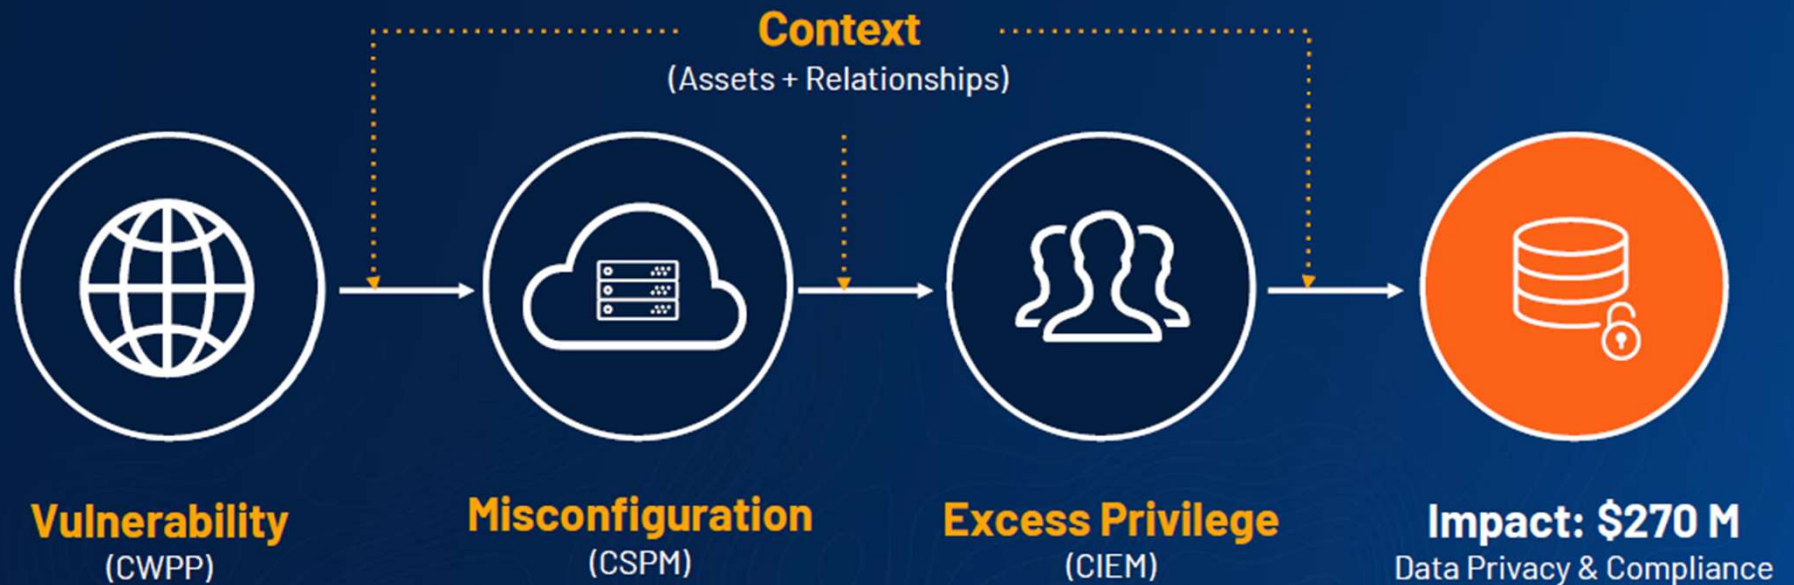 Context
(Assets + Relationships)
Vulnerability
(CWPP)
Misconfiguration
(CSPM)
Excess Privilege
(CIEM)
Impact: $270 M
Data Privacy & Compliance